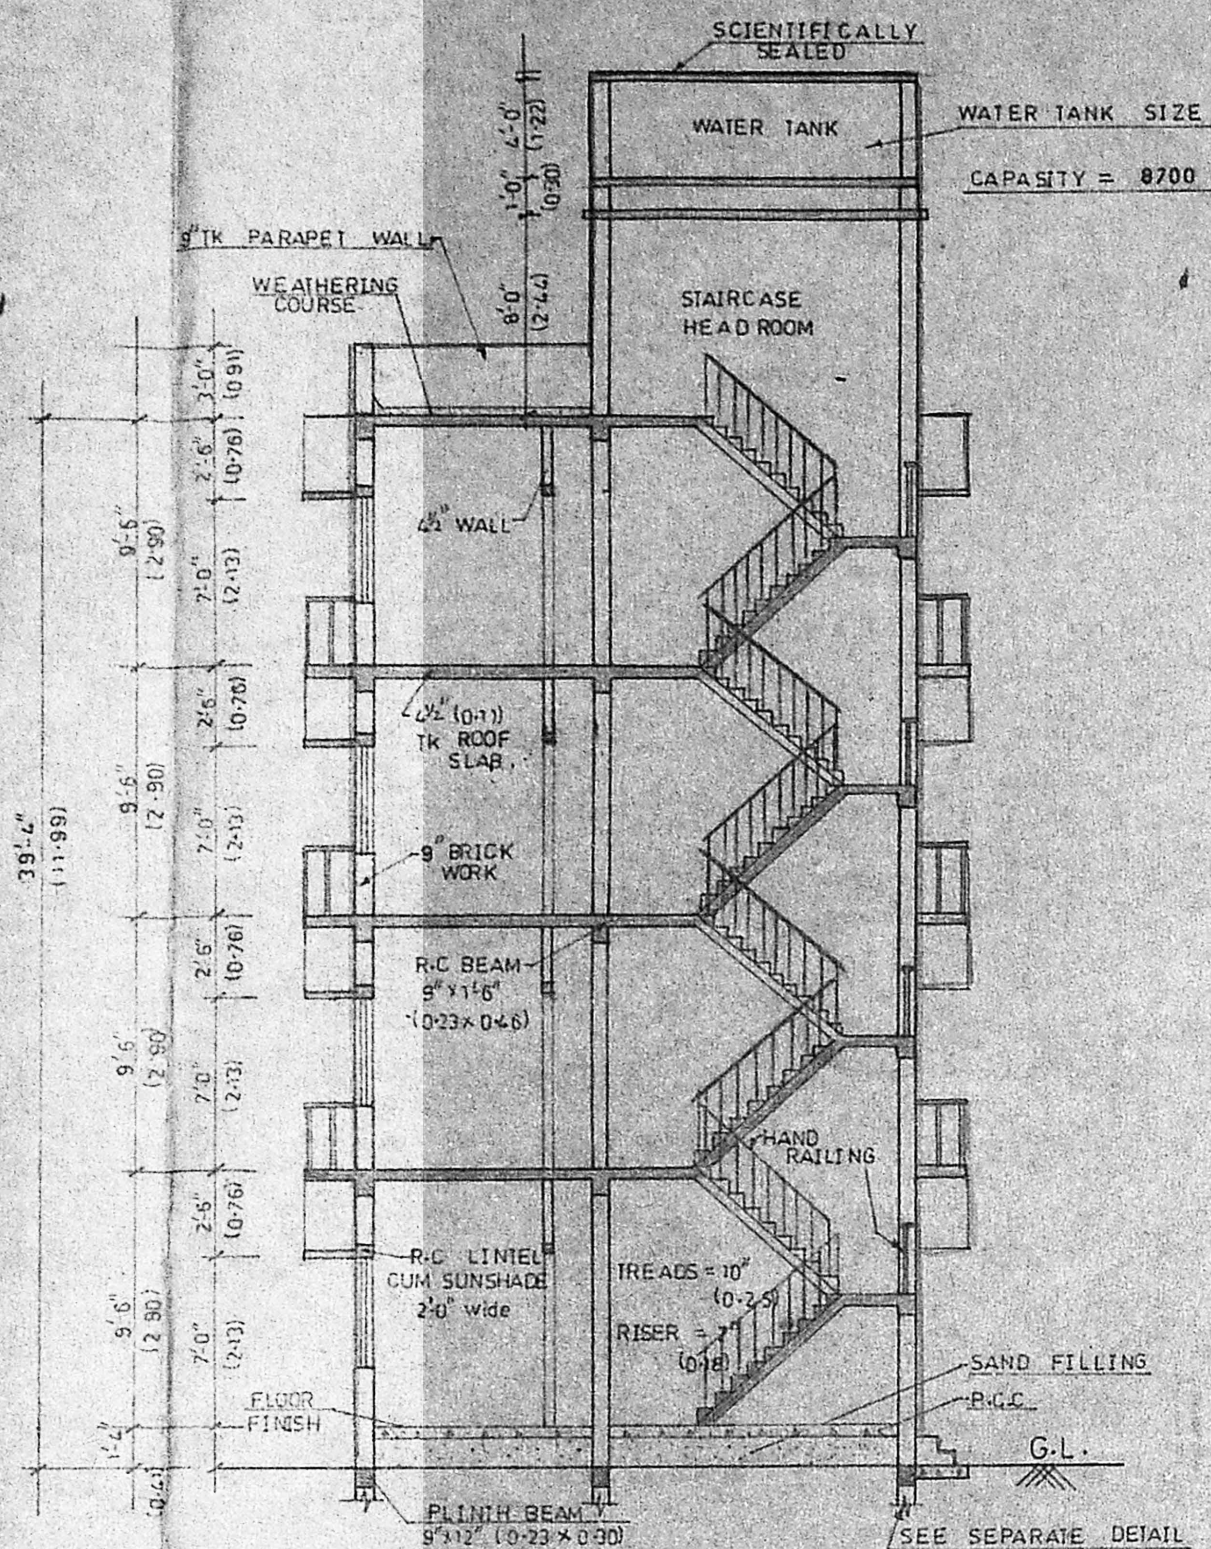 SCIENTIFICALLY
SEALED
4'-0"
(1·22)
WATER TANK
WATER TANK SIZE
1'-0"
(0·30)
CAPASITY = 8700
9" TK PARAPET WALL
WEATHERING
COURSE
8'-0"
(2·44)
STAIRCASE
HEAD ROOM
3'-0"
(0·91)
2'-6"
(0·76)
4½" WALL
9'-6"
(2·90)
7'-0"
(2·13)
2'-6"
(0·76)
4½" (0·11)
TK ROOF
SLAB.
9'-6"
(2·90)
7'-0"
(2·13)
39'-4"
(11·99)
9" BRICK
WORK
2'-6"
(0·76)
R.C BEAM
9" x 1'-6"
(0·23 x 0·46)
9'-6"
(2·90)
7'-0"
(2·13)
HAND
RAILING
2'-6"
(0·76)
R.C LINTEL
CUM SUNSHADE
2'-0" wide
TREADS = 10"
(0·25)
RISER = 7"
(0·18)
9'-6"
(2·90)
7'-0"
(2·13)
SAND FILLING
P.C.C
FLOOR
FINISH
1'-4"
(0·41)
G.L.
PLINTH BEAM
9"x12" (0·23 x 0·30)
SEE SEPARATE DETAIL